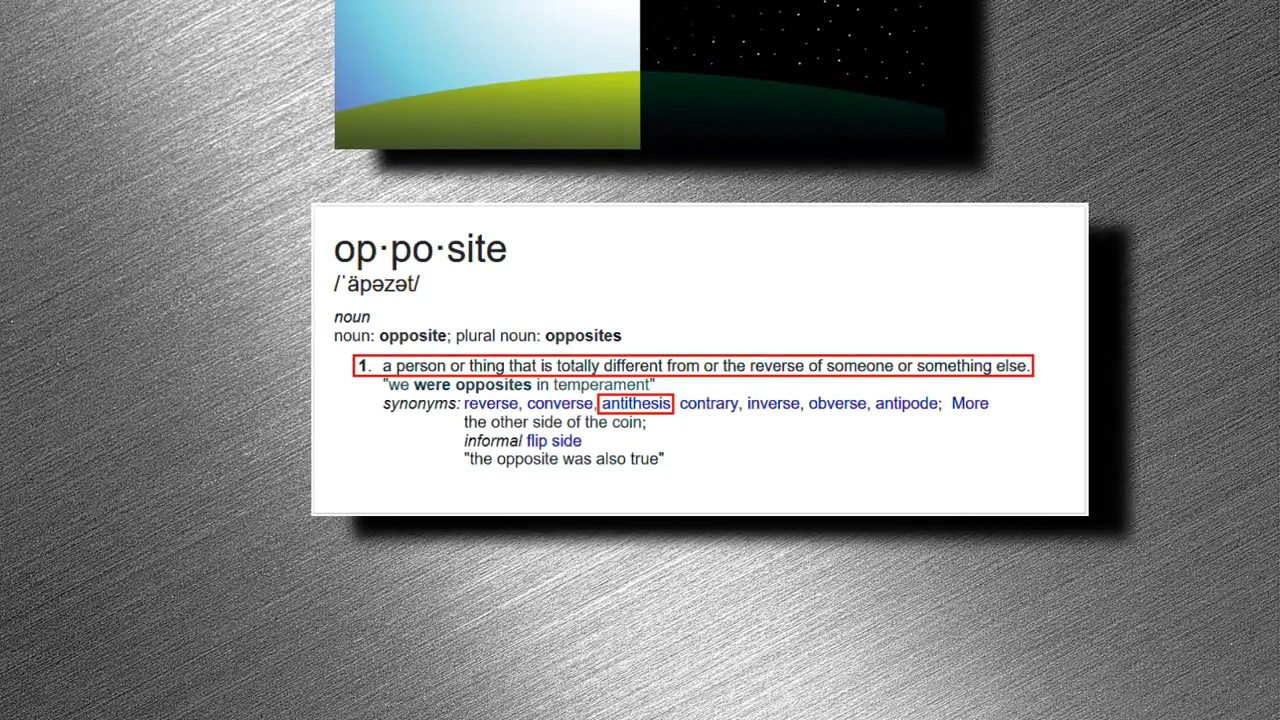 op·po·site
/ˈäpəzət/
noun
noun: opposite; plural noun: opposites
1. a person or thing that is totally different from or the reverse of someone or something else.
"we were opposites in temperament"
synonyms: reverse, converse, antithesis, contrary, inverse, obverse, antipode; More
the other side of the coin;
informal flip side
"the opposite was also true"